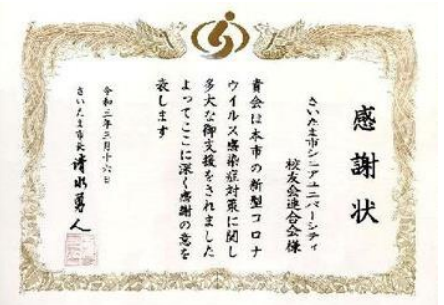 感謝状
さいたま市シニアユニバーシティ
校友会連合会様
貴会は本市の新型コロナ
ウイルス感染症対策に関し
多大な御支援をされました
よってここに深く感謝の意を
表します
令和三年三月十六日
さいたま市長 清水勇人